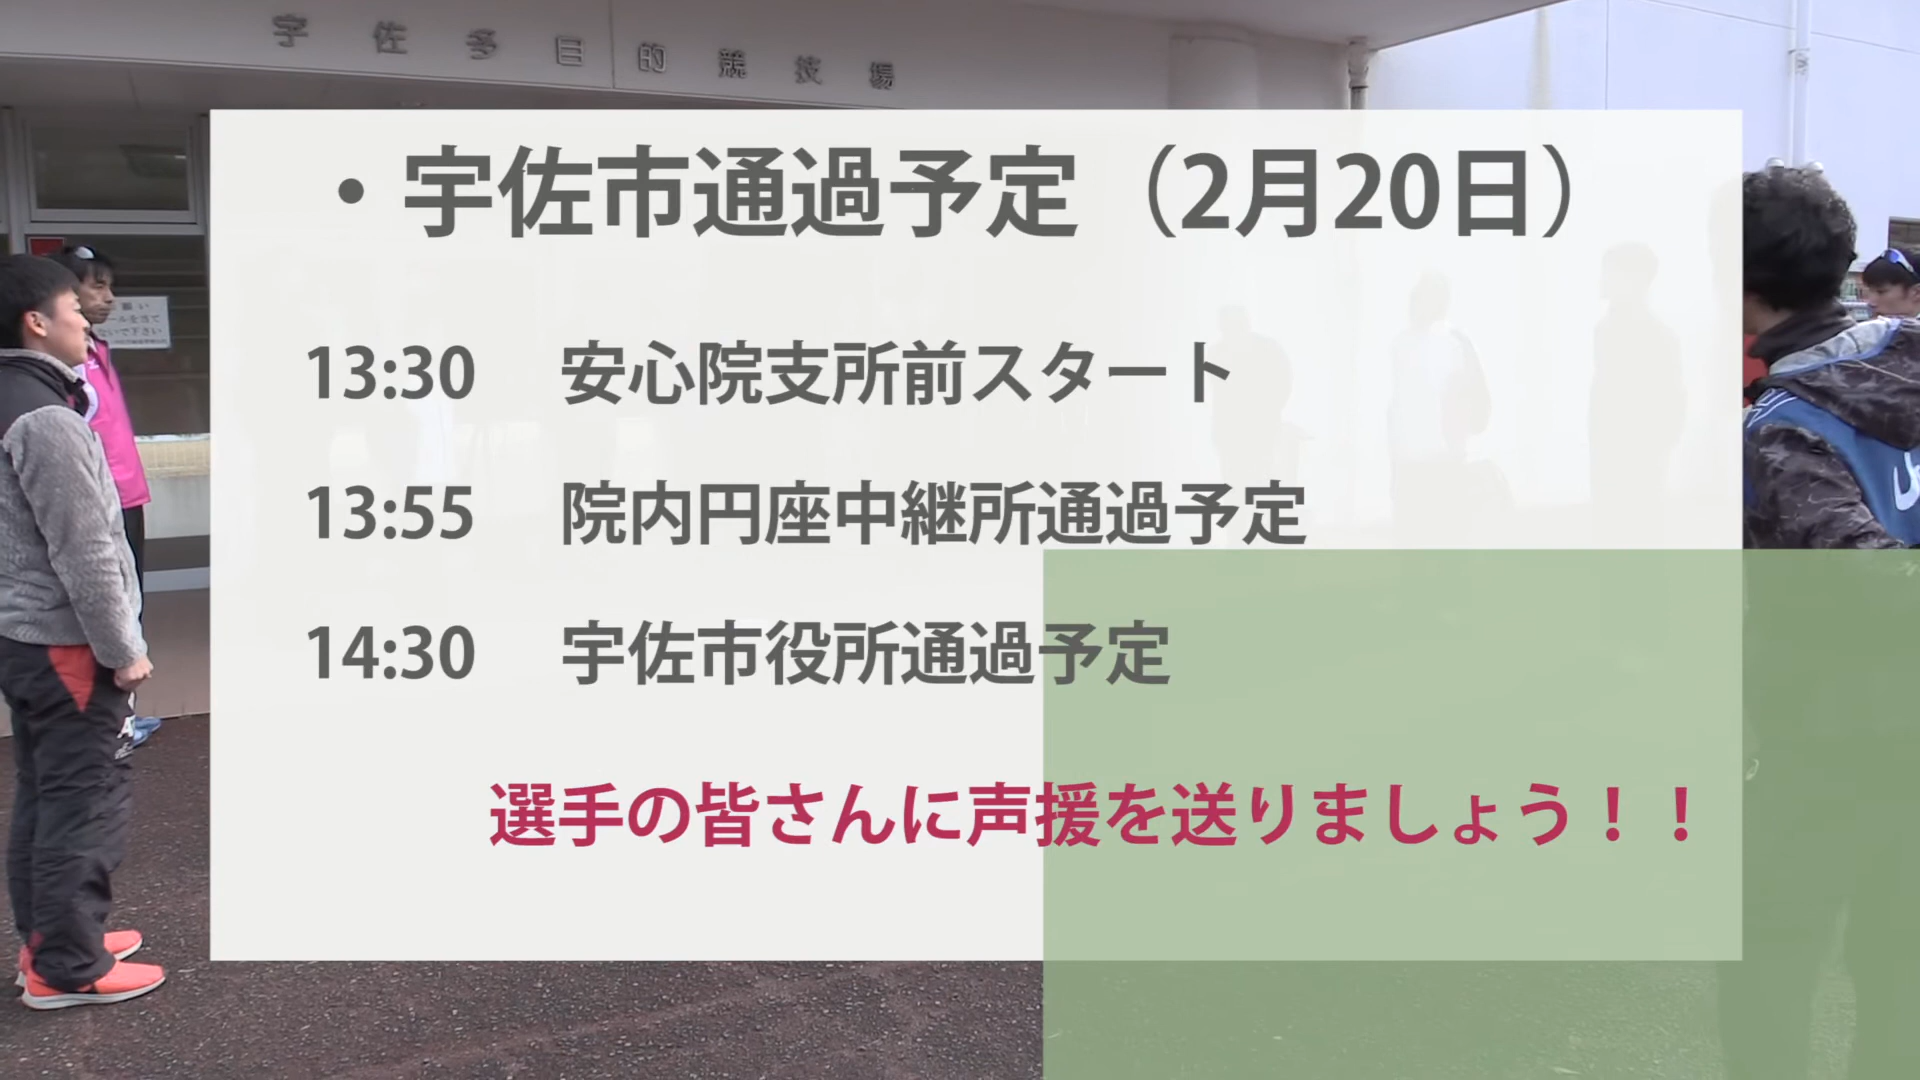 宇佐多目的競技場
・宇佐市通過予定（2月20日）
13:30 安心院支所前スタート
13:55 院内円座中継所通過予定
14:30 宇佐市役所通過予定
選手の皆さんに声援を送りましょう！！